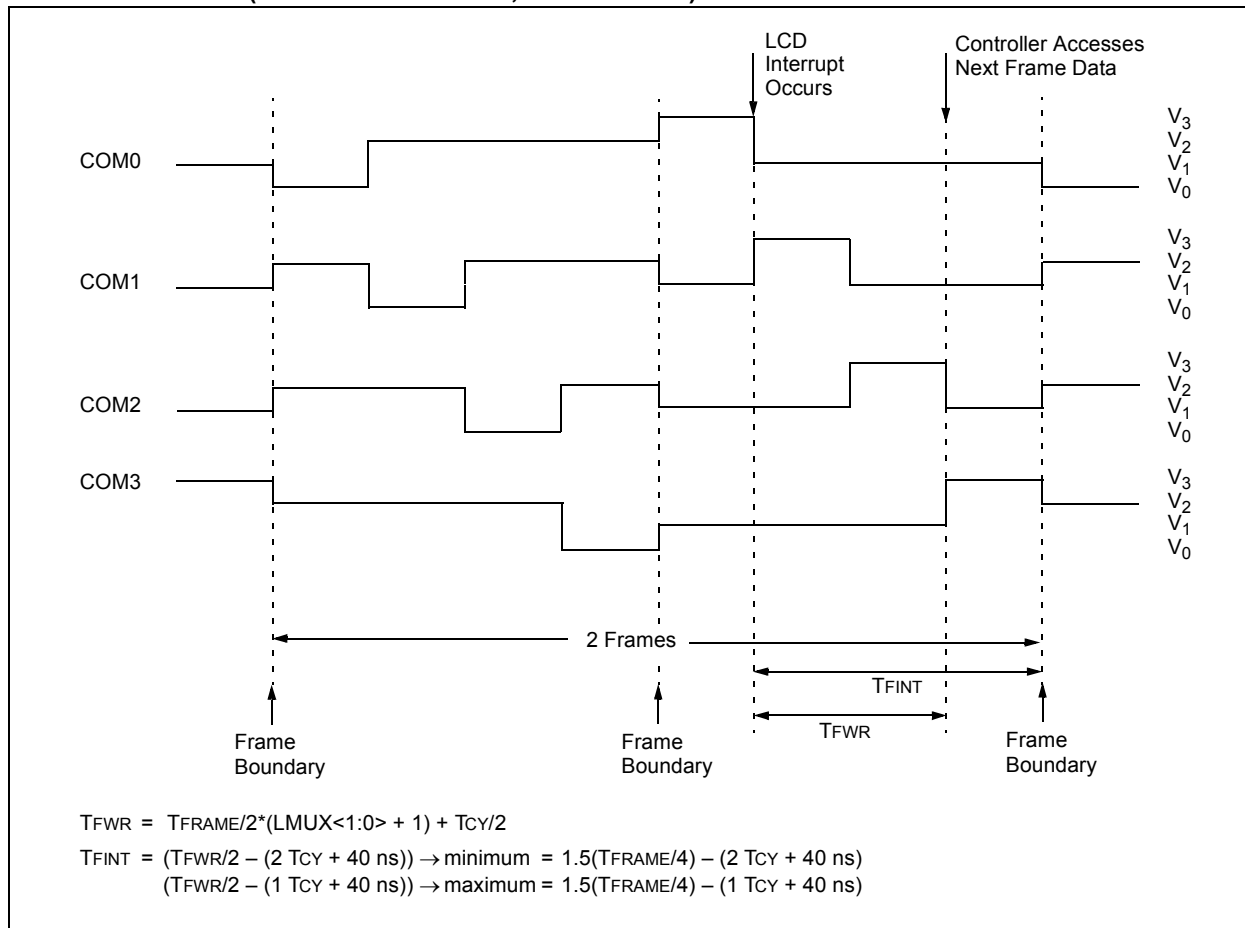 LCD
Interrupt
Occurs
Controller Accesses
Next Frame Data
COM0
V3
V2
V1
V0
COM1
V3
V2
V1
V0
COM2
V3
V2
V1
V0
COM3
V3
V2
V1
V0
2 Frames
TFINT
TFWR
Frame
Boundary
Frame
Boundary
Frame
Boundary
TFWR = TFRAME/2*(LMUX<1:0> + 1) + TCY/2
TFINT = (TFWR/2 – (2 TCY + 40 ns)) → minimum = 1.5(TFRAME/4) – (2 TCY + 40 ns)
(TFWR/2 – (1 TCY + 40 ns)) → maximum = 1.5(TFRAME/4) – (1 TCY + 40 ns)